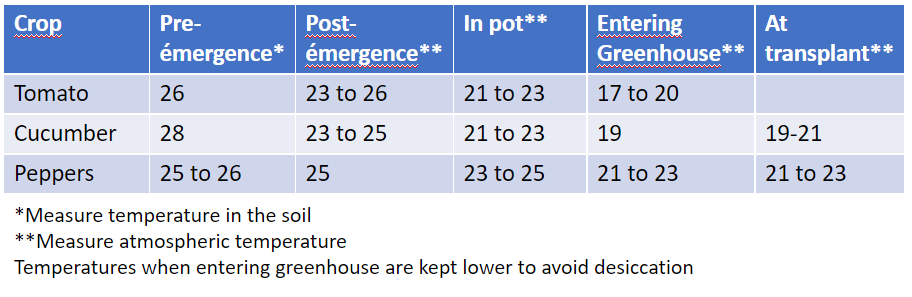 Crop Pre-émergence* Post-émergence** In pot** Entering Greenhouse** At transplant**
Tomato 26 23 to 26 21 to 23 17 to 20
Cucumber 28 23 to 25 21 to 23 19 19-21
Peppers 25 to 26 25 23 to 25 21 to 23 21 to 23
*Measure temperature in the soil
**Measure atmospheric temperature
Temperatures when entering greenhouse are kept lower to avoid desiccation